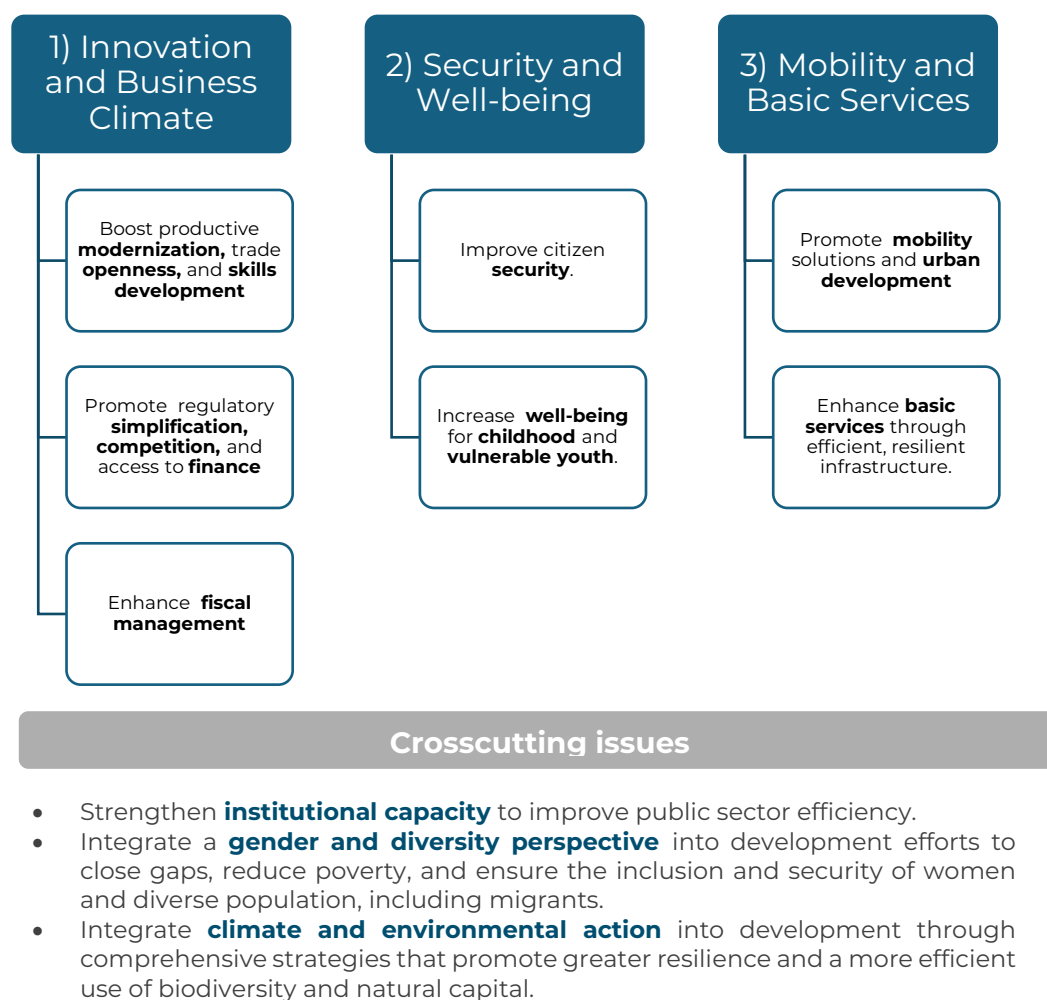 1) Innovation
and Business
Climate
Boost productive
modernization, trade
openness, and skills
development
Promote regulatory
simplification,
competition, and
access to finance
Enhance fiscal
management
2) Security and
Well-being
Improve citizen
security.
Increase well-being
for childhood and
vulnerable youth.
3) Mobility and
Basic Services
Promote mobility
solutions and urban
development
Enhance basic
services through
efficient, resilient
infrastructure.
Crosscutting issues
• Strengthen institutional capacity to improve public sector efficiency.
• Integrate a gender and diversity perspective into development efforts to
close gaps, reduce poverty, and ensure the inclusion and security of women
and diverse population, including migrants.
• Integrate climate and environmental action into development through
comprehensive strategies that promote greater resilience and a more efficient
use of biodiversity and natural capital.